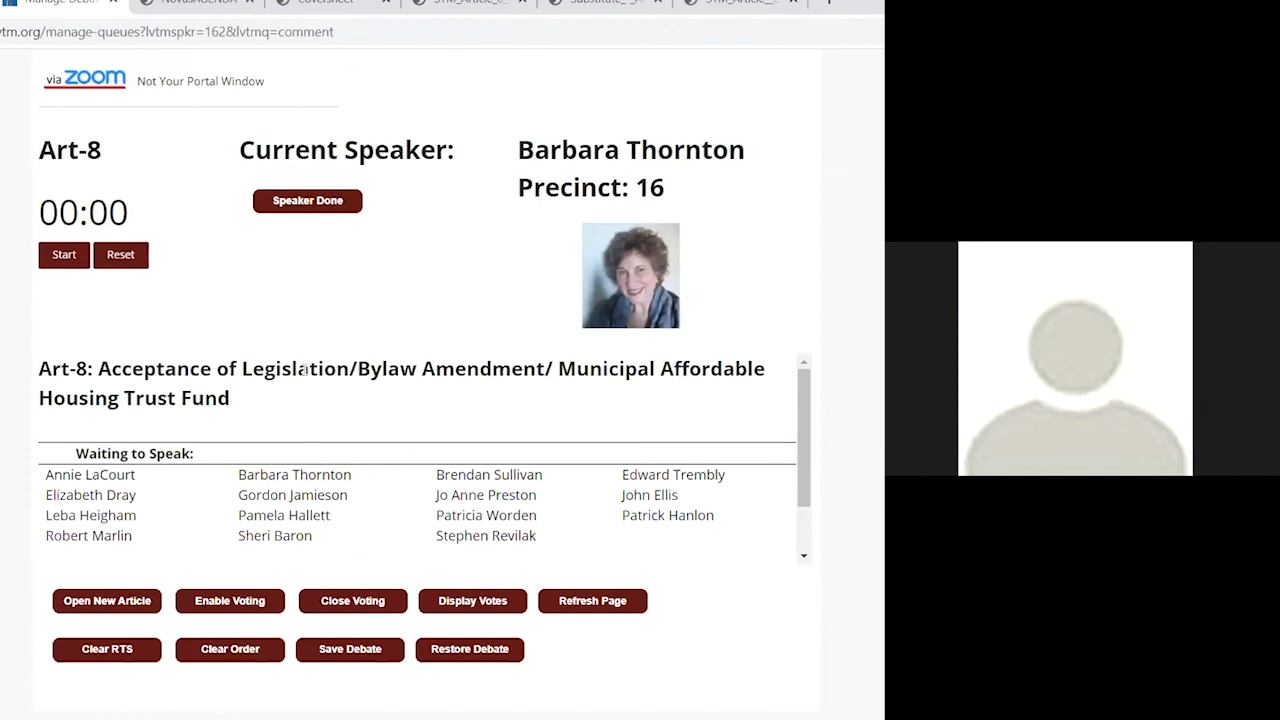 NovusAGENDA
Coversheet
vtm.org/manage-queues?lvtmspkr=162&lvtmq=comment
via zoom Not Your Portal Window
Art-8 Current Speaker: Barbara Thornton
Precinct: 16
Speaker Done
00:00
Start Reset
Art-8: Acceptance of Legislation/Bylaw Amendment/ Municipal Affordable
Housing Trust Fund
Waiting to Speak:
Annie LaCourt Barbara Thornton Brendan Sullivan Edward Trembly
Elizabeth Dray Gordon Jamieson Jo Anne Preston John Ellis
Leba Heigham Pamela Hallett Patricia Worden Patrick Hanlon
Robert Marlin Sheri Baron Stephen Revilak
Open New Article Enable Voting Close Voting Display Votes Refresh Page
Clear RTS Clear Order Save Debate Restore Debate